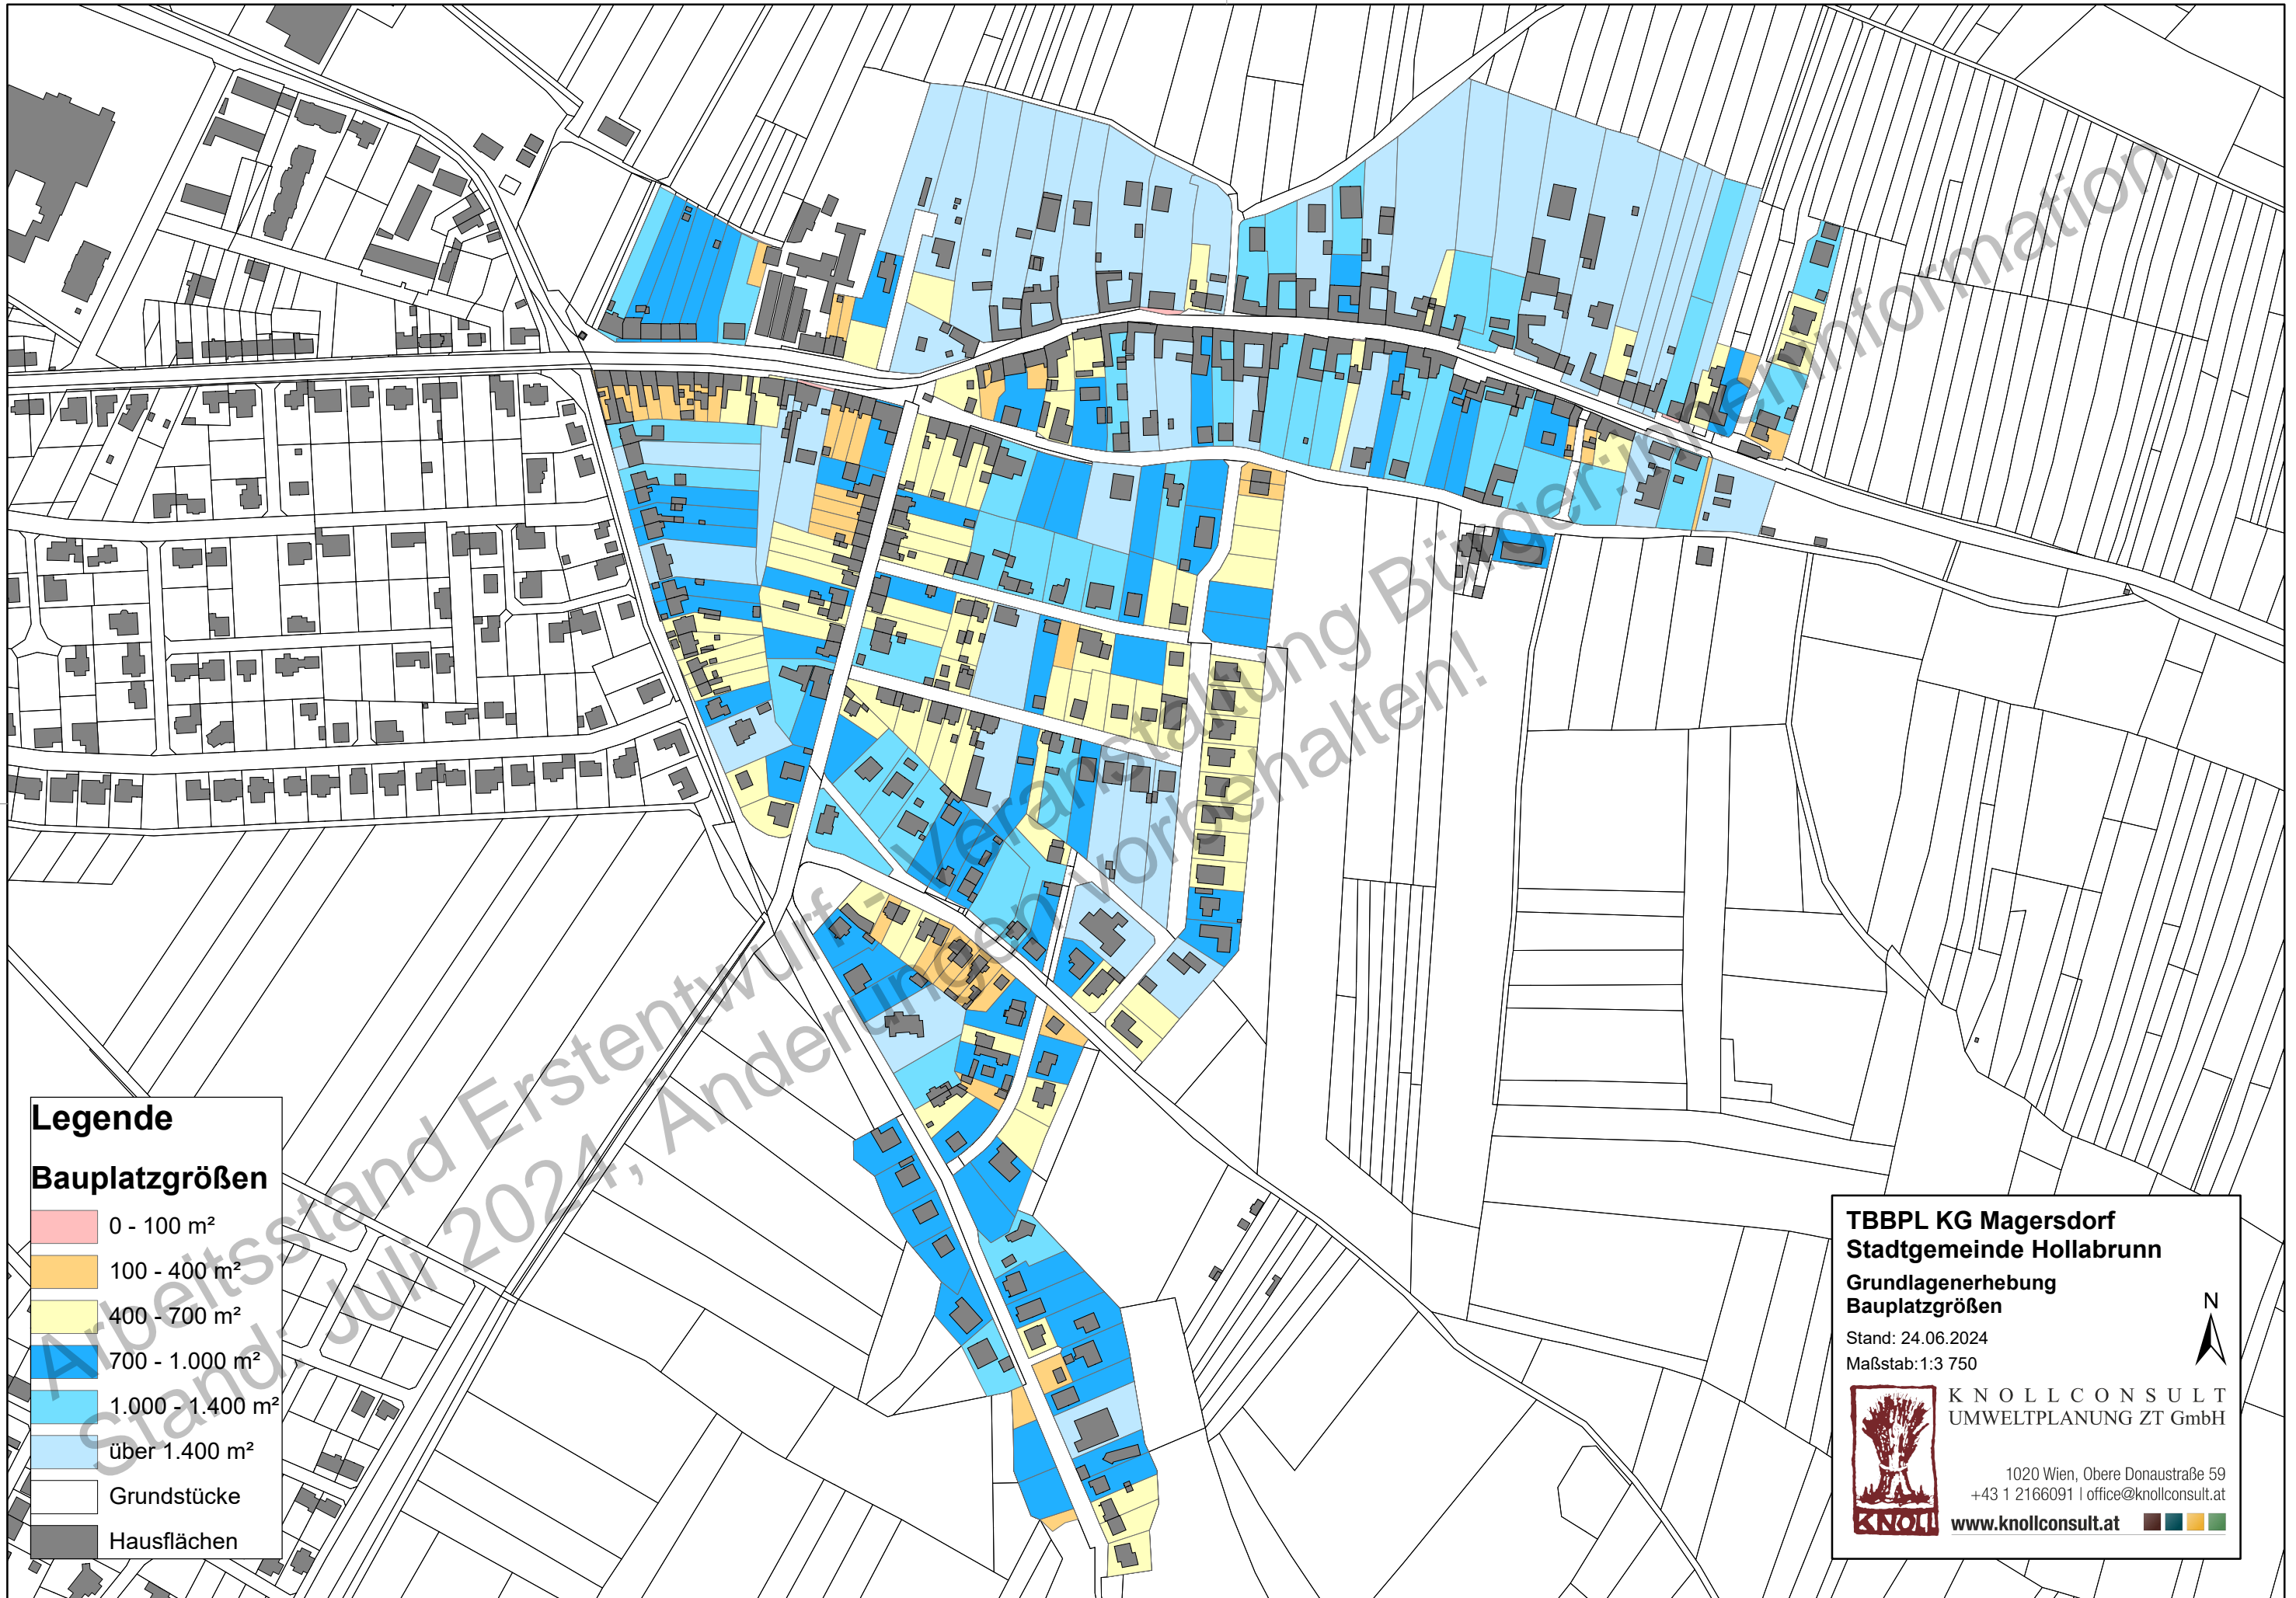 Arbeitsstand Erstentwurf - Veranstaltung Bürger:inneninformation
Stand: Juli 2024, Änderungen vorbehalten!
Legende
Bauplatzgrößen
0 - 100 m²
100 - 400 m²
400 - 700 m²
700 - 1.000 m²
1.000 - 1.400 m²
über 1.400 m²
Grundstücke
Hausflächen
TBBPL KG Magersdorf
Stadtgemeinde Hollabrunn
Grundlagenerhebung
Bauplatzgrößen
Stand: 24.06.2024
Maßstab:1:3 750
N
KNOLLCONSULT
UMWELTPLANUNG ZT GmbH
KNOLL
1020 Wien, Obere Donaustraße 59
+43 1 2166091 | office@knollconsult.at
www.knollconsult.at